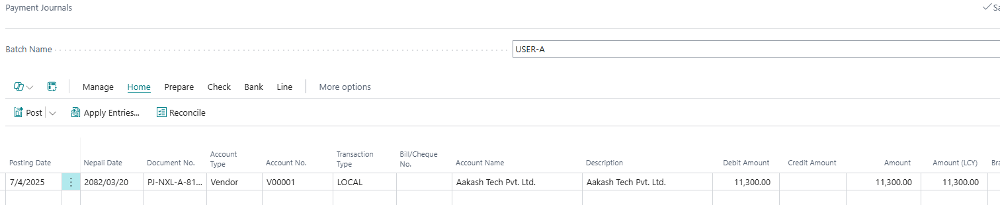 Payment Journals
Batch Name USER-A
Manage Home Prepare Check Bank Line More options
Post Apply Entries... Reconcile
Posting Date Nepali Date Document No. Account Type Account No. Transaction Type Bill/Cheque No. Account Name Description Debit Amount Credit Amount Amount Amount (LCY)
7/4/2025 2082/03/20 PJ-NXL-A-81... Vendor V00001 LOCAL Aakash Tech Pvt. Ltd. Aakash Tech Pvt. Ltd. 11,300.00 11,300.00 11,300.00